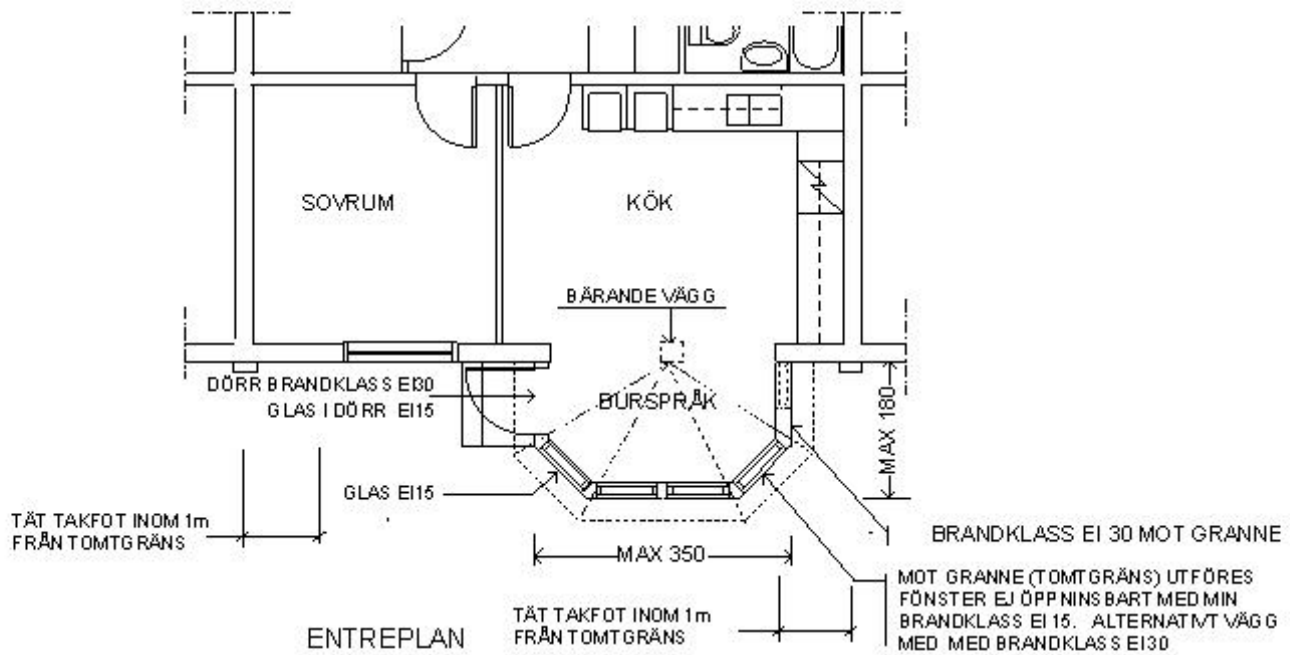 SOVRUM
KÖK
BÄRANDE VÄGG
DÖRR BRANDKLASS EI30
GLAS I DÖRR EI15
BURSPRÅK
MAX 180
GLAS EI15
TÄT TAKFOT INOM 1m
FRÅN TOMTGRÄNS
MAX 350
BRANDKLASS EI 30 MOT GRANNE
MOT GRANNE (TOMTGRÄNS) UTFÖRES
FÖNSTER EJ ÖPPNINSBART MED MIN
BRANDKLASS EI 15. ALTERNATIVT VÄGG
MED MED BRANDKLASS EI30
TÄT TAKFOT INOM 1m
FRÅN TOMTGRÄNS
ENTREPLAN